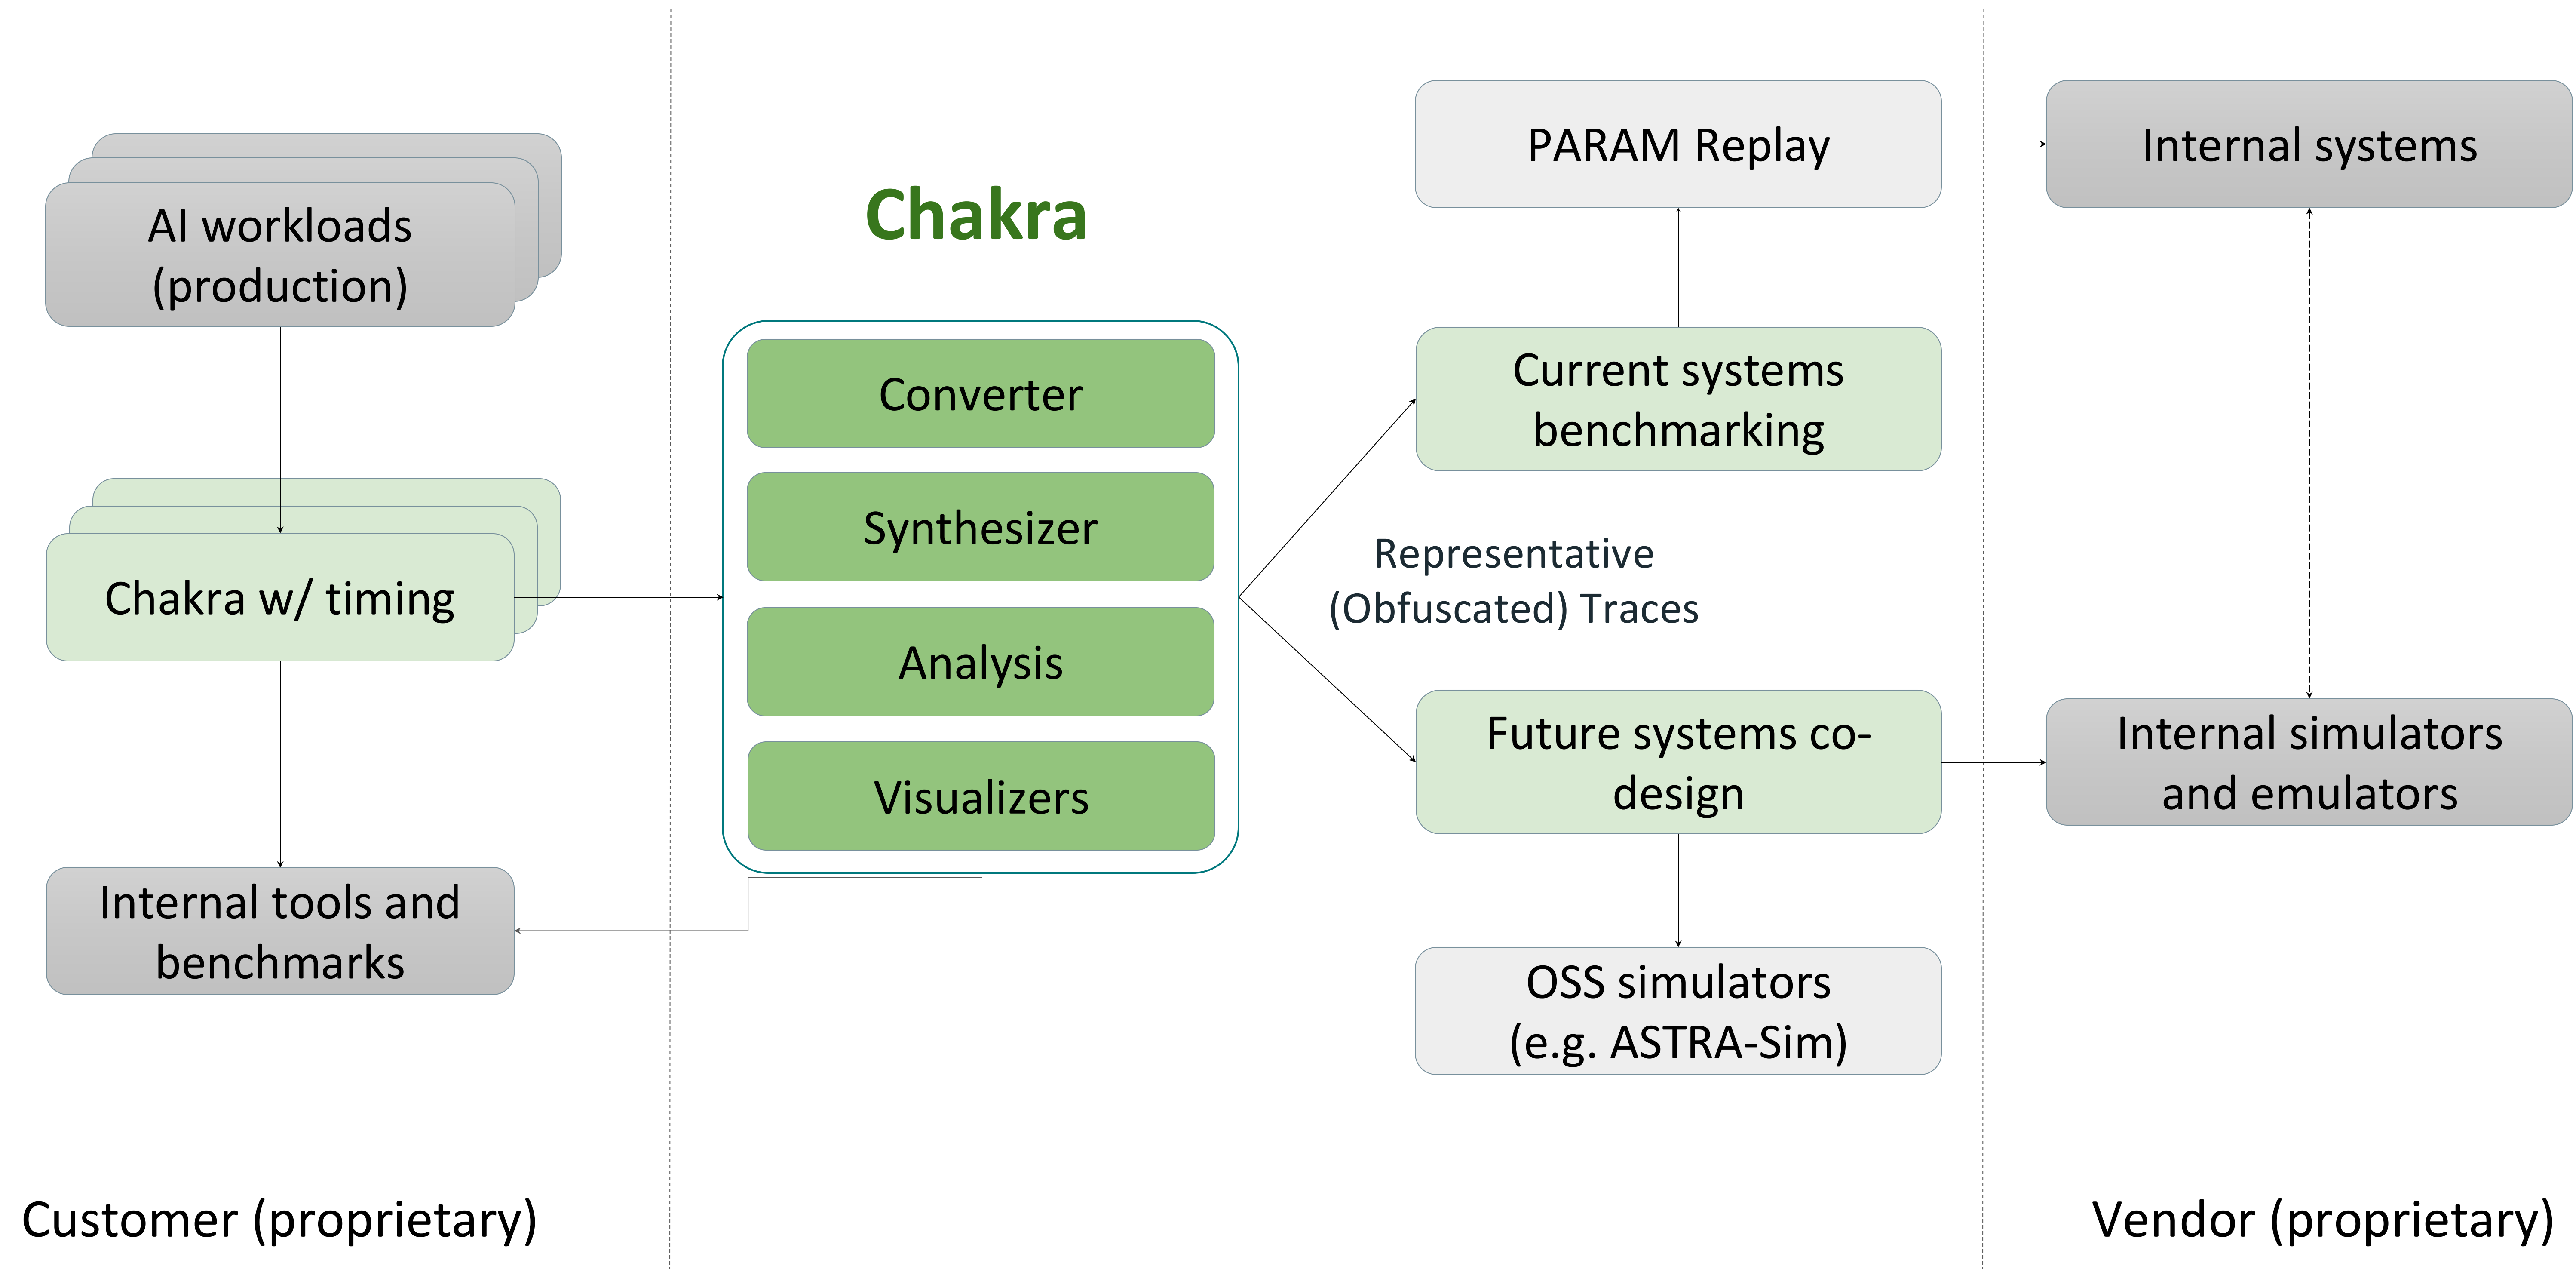 AI workloads
(production)
Chakra w/ timing
Internal tools and
benchmarks
Customer (proprietary)
Chakra
Converter
Synthesizer
Analysis
Visualizers
PARAM Replay
Current systems
benchmarking
Representative
(Obfuscated) Traces
Future systems co-
design
OSS simulators
(e.g. ASTRA-Sim)
Internal systems
Internal simulators
and emulators
Vendor (proprietary)